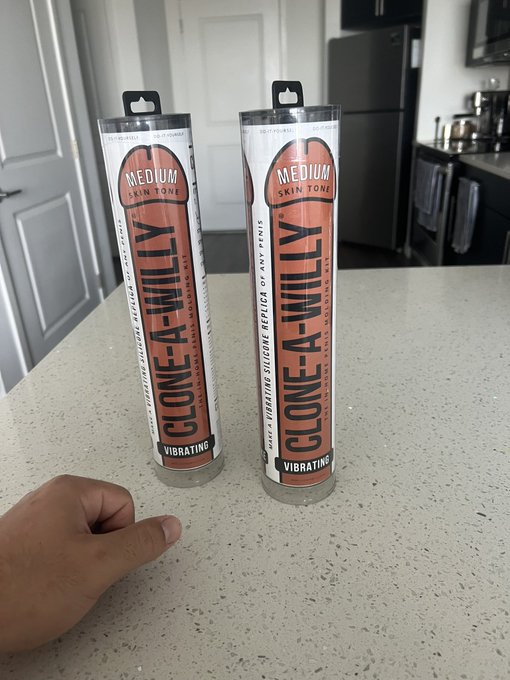 DO-IT-YOURSELF DO-IT-YOURSELF
MEDIUM
SKIN TONE
MAKE A VIBRATING SILICONE REPLICA OF ANY PENIS
CLONE-A-WILLY®
THE IN-HOME PENIS MOLDING KIT
VIBRATING
DO-IT-YOURSELF DO-IT-YOURSELF
MEDIUM
SKIN TONE
MAKE A VIBRATING SILICONE REPLICA OF ANY PENIS
CLONE-A-WILLY®
THE IN-HOME PENIS MOLDING KIT
VIBRATING